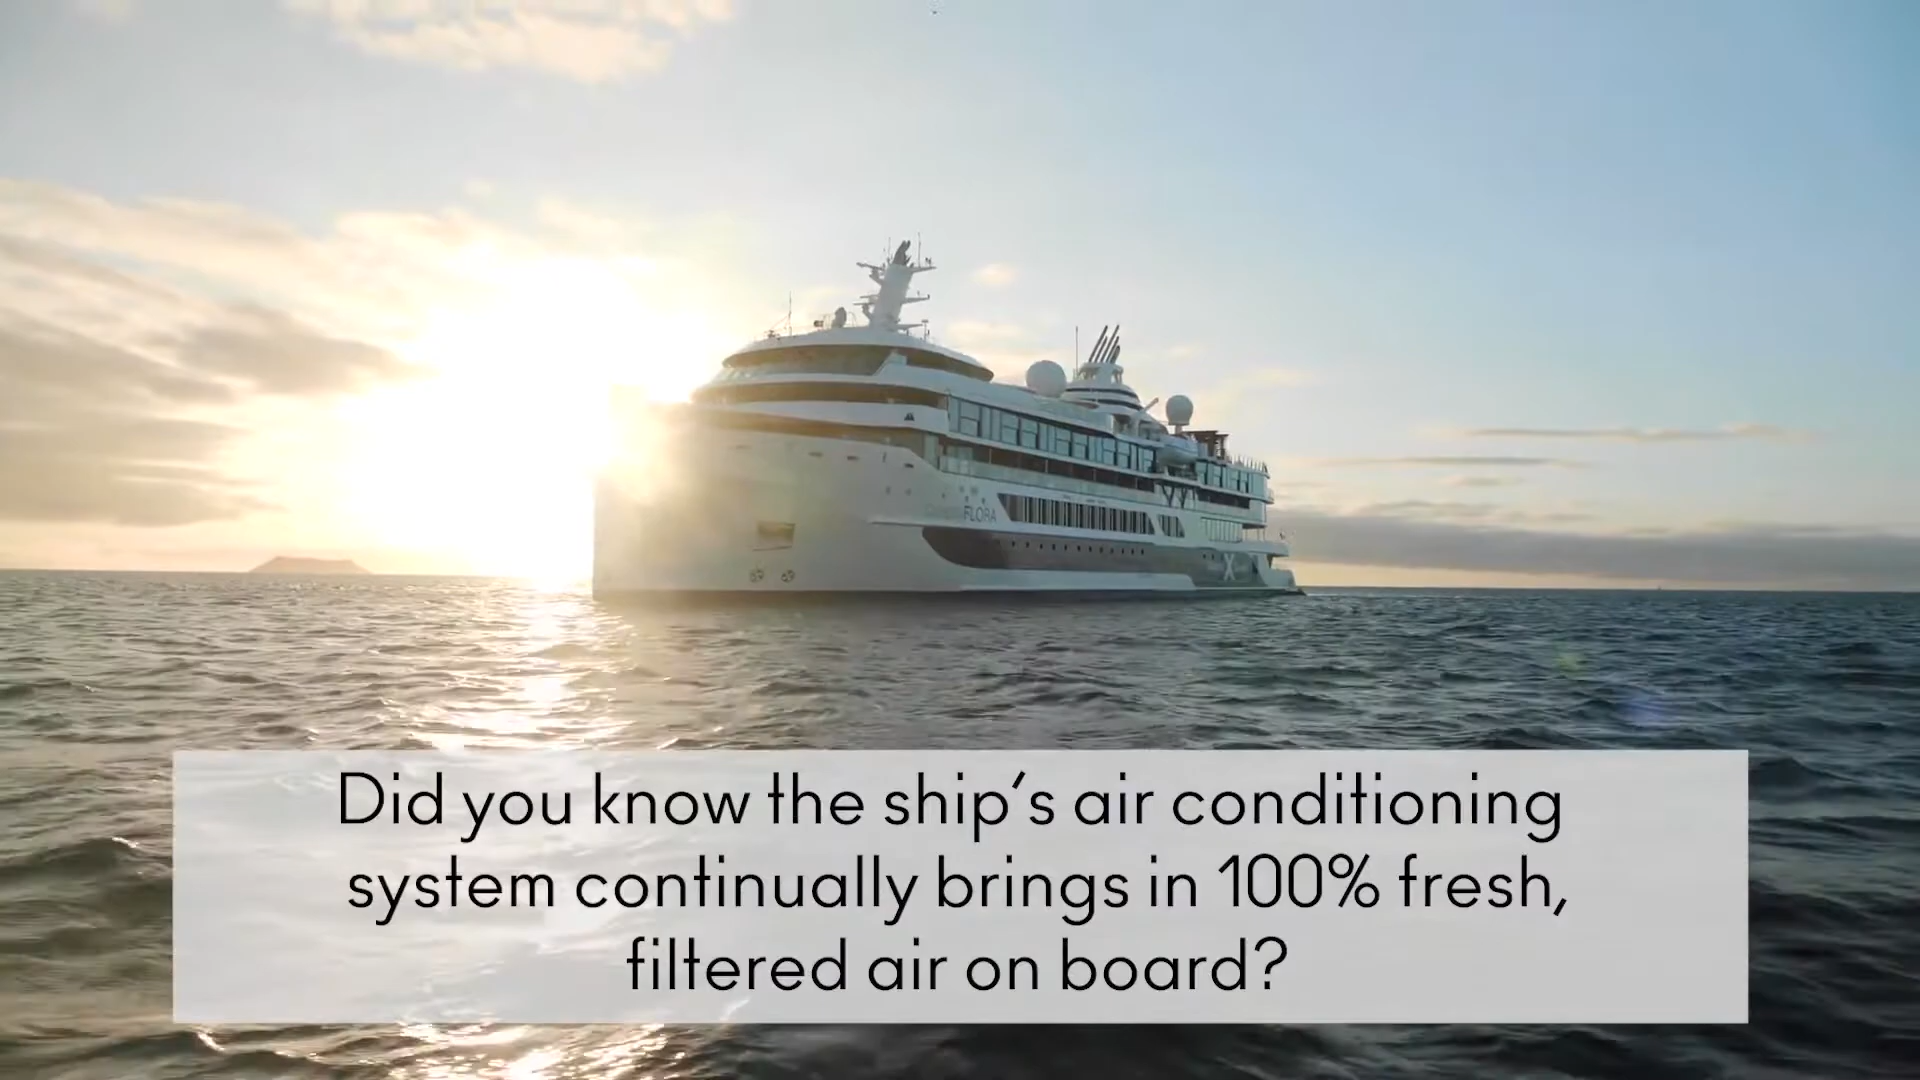 FLORA
X
Did you know the ship's air conditioning
system continually brings in 100% fresh,
filtered air on board?